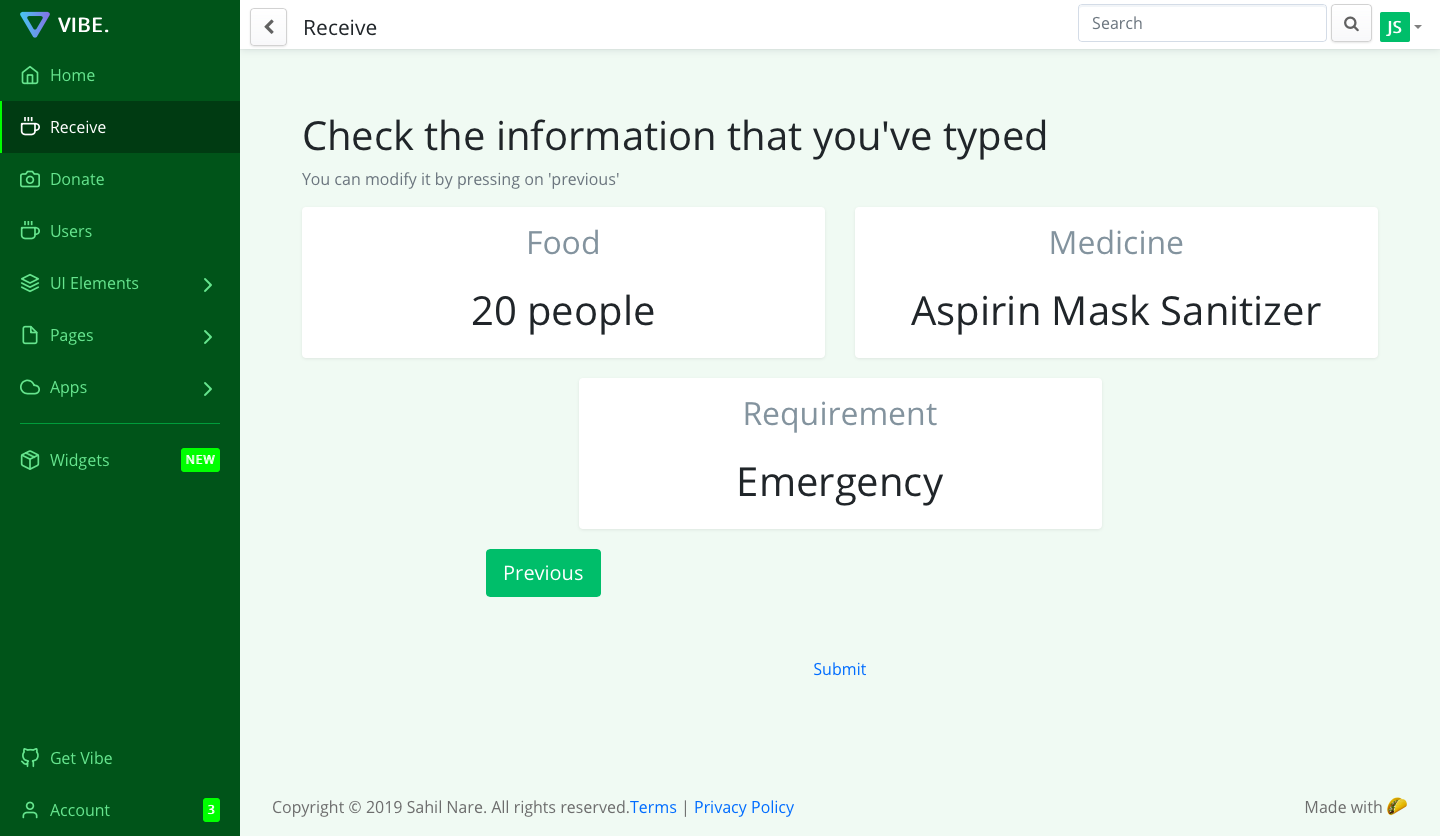 VIBE.
Home
Receive
Donate
Users
UI Elements
Pages
Apps
Widgets NEW
Get Vibe
Account 3
Receive
Search
JS
Check the information that you've typed
You can modify it by pressing on 'previous'
Food
20 people
Medicine
Aspirin Mask Sanitizer
Requirement
Emergency
Previous
Submit
Copyright © 2019 Sahil Nare. All rights reserved.Terms | Privacy Policy
Made with 🌮